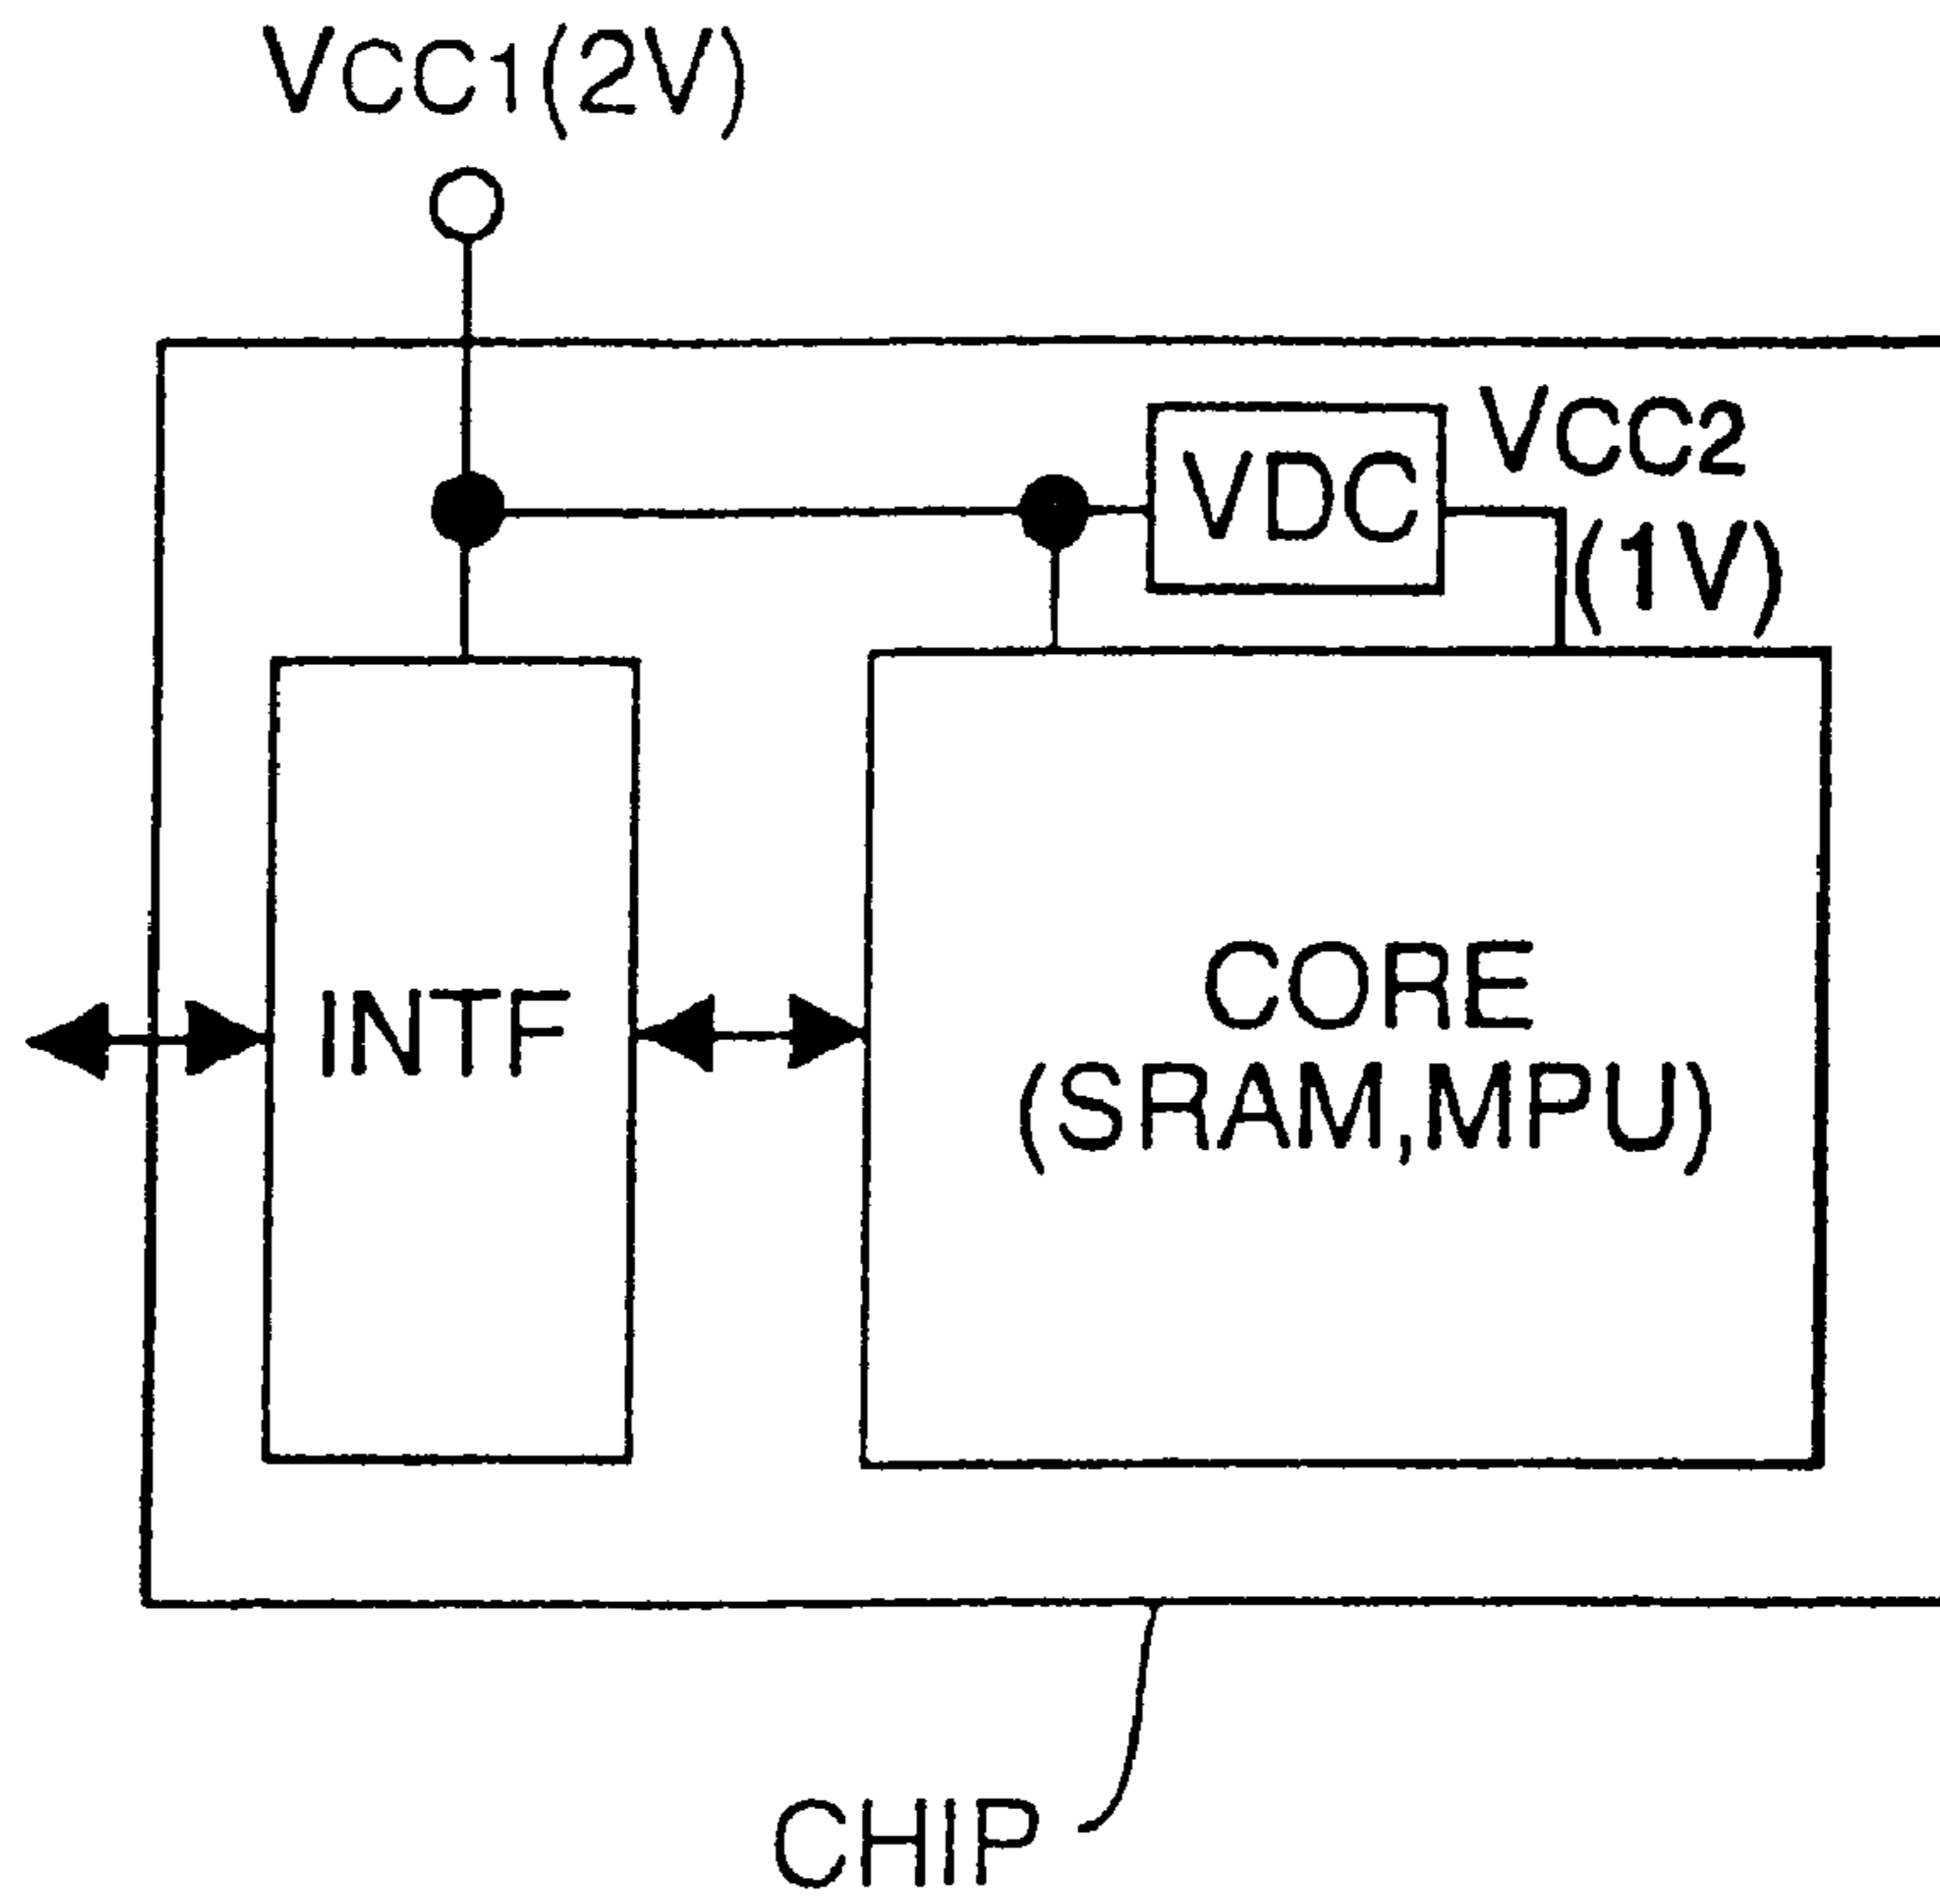 VCC1(2V)
VCC2
VDC
(1V)
INTF
CORE
(SRAM,MPU)
CHIP